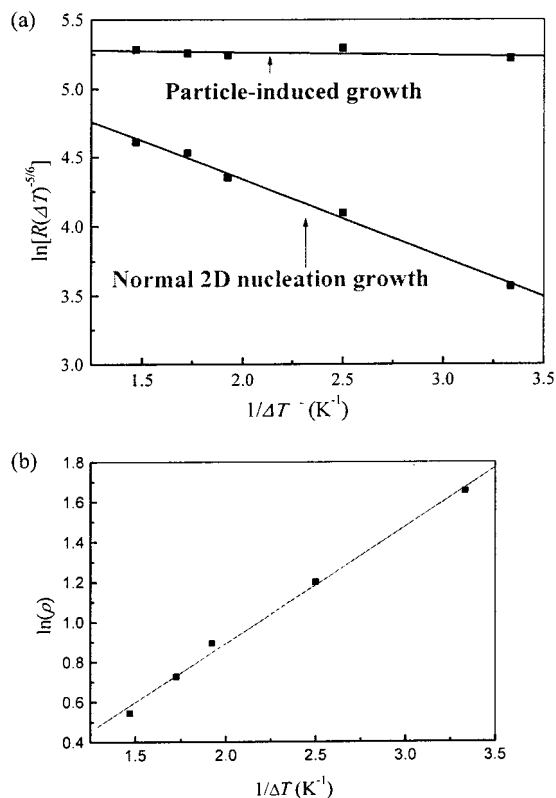 (a)
5.5
5.0
4.5
4.0
3.5
3.0
ln[R(ΔT)^-5/6]
Particle-induced growth
Normal 2D nucleation growth
1.5 2.0 2.5 3.0 3.5
1/ΔT (K^-1)
(b)
1.8
1.6
1.4
1.2
1.0
0.8
0.6
0.4
ln(ρ)
1.5 2.0 2.5 3.0 3.5
1/ΔT (K^-1)